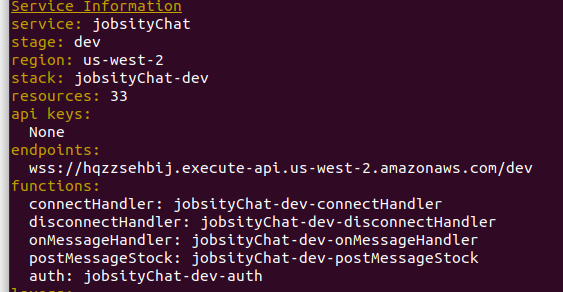 Service Information
service: jobsityChat
stage: dev
region: us-west-2
stack: jobsityChat-dev
resources: 33
api keys:
  None
endpoints:
  wss://hqzzsehbij.execute-api.us-west-2.amazonaws.com/dev
functions:
  connectHandler: jobsityChat-dev-connectHandler
  disconnectHandler: jobsityChat-dev-disconnectHandler
  onMessageHandler: jobsityChat-dev-onMessageHandler
  postMessageStock: jobsityChat-dev-postMessageStock
  auth: jobsityChat-dev-auth